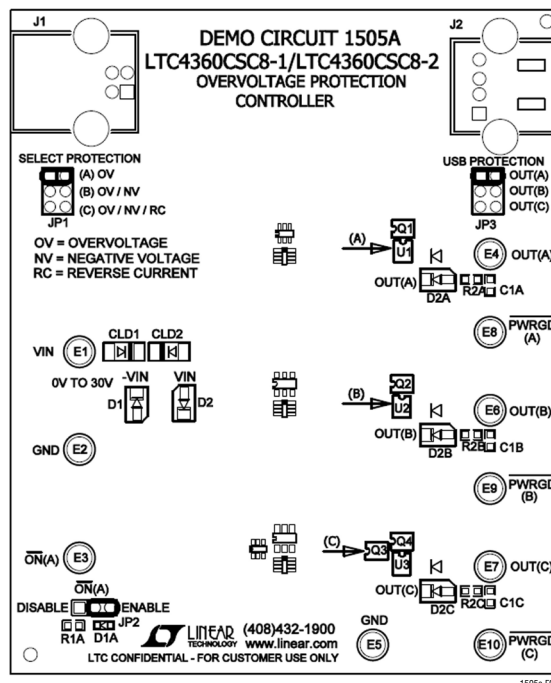 J1
J2
DEMO CIRCUIT 1505A
LTC4360CSC8-1/LTC4360CSC8-2
OVERVOLTAGE PROTECTION
CONTROLLER
SELECT PROTECTION
(A) OV
(B) OV / NV
(C) OV / NV / RC
JP1
USB PROTECTION
OUT(A)
OUT(B)
OUT(C)
JP3
OV = OVERVOLTAGE
NV = NEGATIVE VOLTAGE
RC = REVERSE CURRENT
(A)
Q1
U1
E4
OUT(A)
OUT(A)
D2A
R2A
C1A
E8
PWRGD
(A)
VIN
E1
CLD1
CLD2
0V TO 30V
-VIN
VIN
D1
D2
(B)
Q2
U2
E6
OUT(B)
OUT(B)
D2B
R2B
C1B
GND
E2
E9
PWRGD
(B)
(C)
Q3
Q4
U3
E7
OUT(C)
OUT(C)
D2C
R2C
C1C
ON(A)
E3
ON(A)
DISABLE
ENABLE
JP2
R1A
D1A
LINEAR
TECHNOLOGY
(408)432-1900
www.linear.com
LTC CONFIDENTIAL - FOR CUSTOMER USE ONLY
GND
E5
E10
PWRGD
(C)